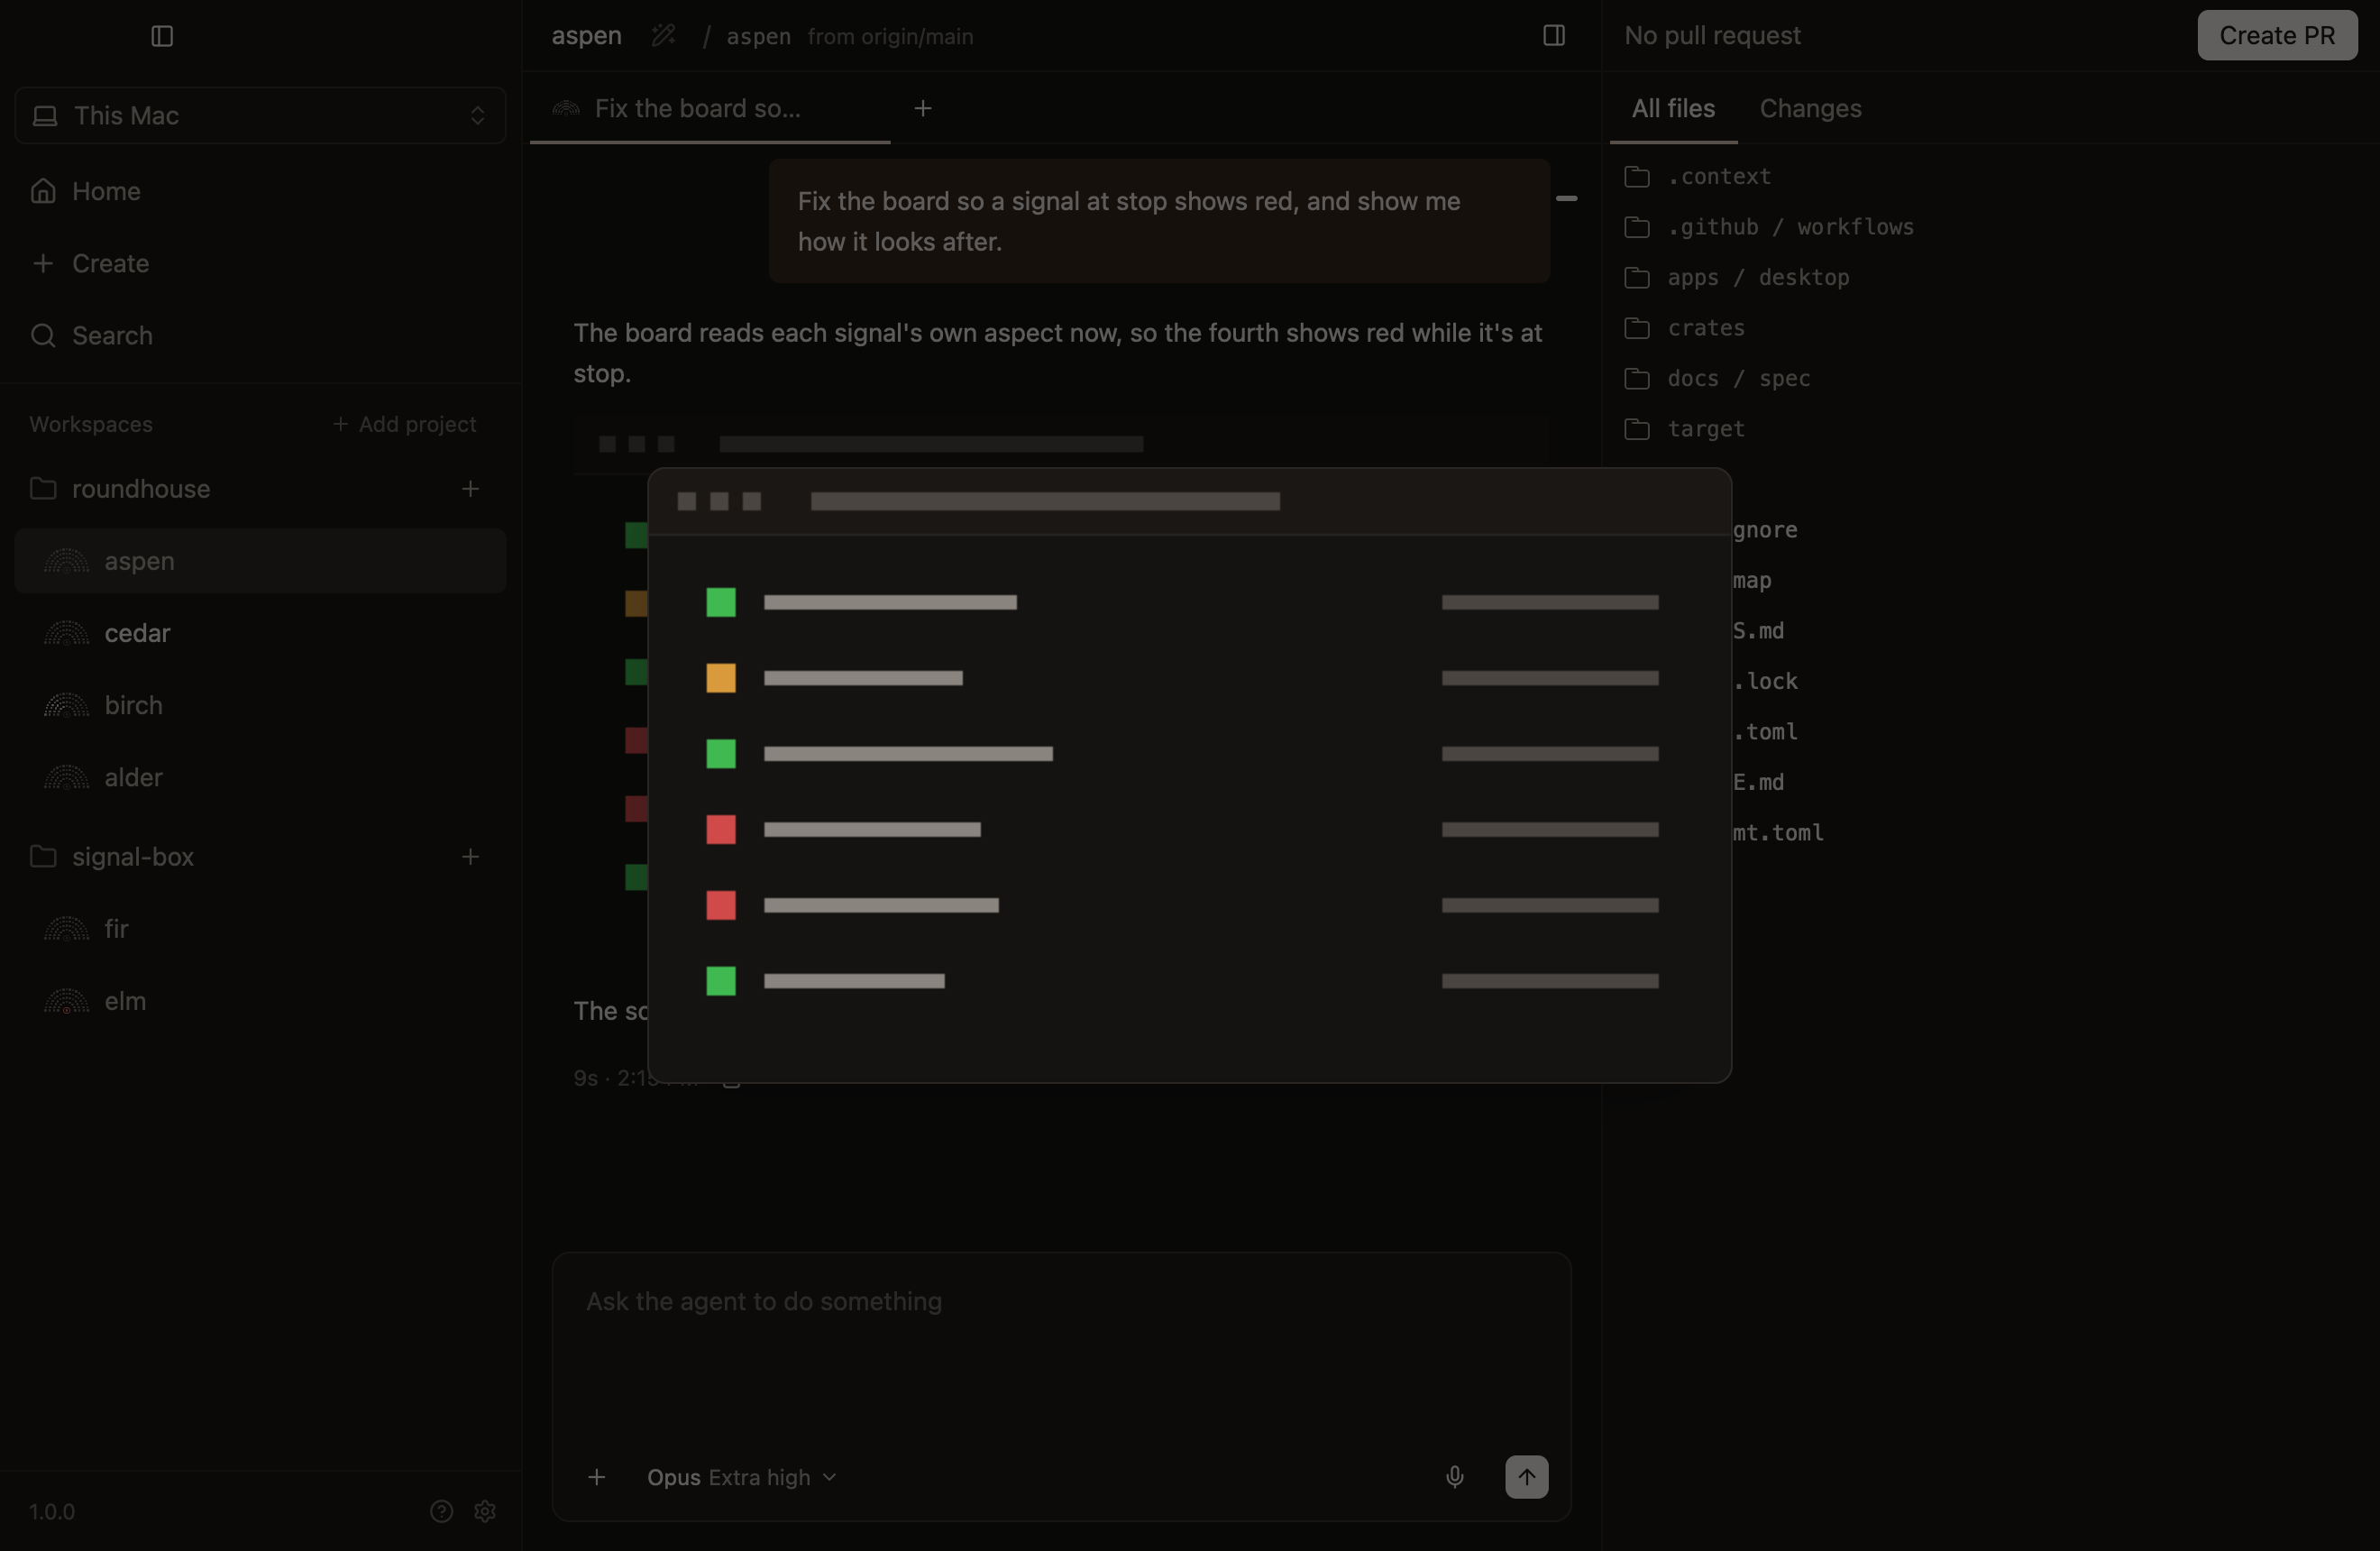 This Mac
Home
Create
Search
Workspaces
Add project
roundhouse
aspen
cedar
birch
alder
signal-box
fir
elm
1.0.0
aspen / aspen from origin/main
Fix the board so...
Fix the board so a signal at stop shows red, and show me
how it looks after.
The board reads each signal's own aspect now, so the fourth shows red while it's at
stop.
The
9s
Ask the agent to do something
Opus Extra high
No pull request
Create PR
All files
Changes
.context
.github / workflows
apps / desktop
crates
docs / spec
target
gnore
map
S.md
.lock
.toml
E.md
mt.toml